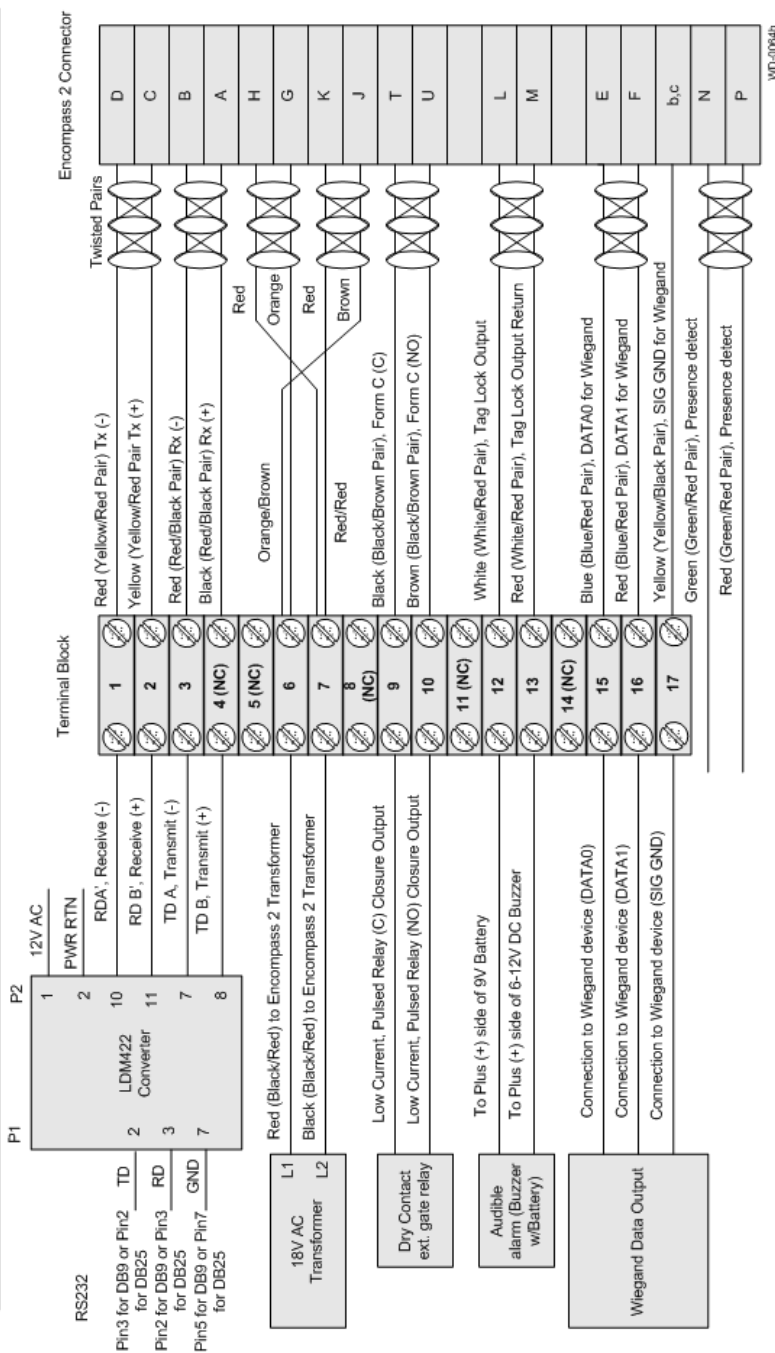 Encompass 2 Connector
Twisted Pairs
D
C
B
A
H
G
K
J
T
U
L
M
E
F
b,c
N
P
WD-0064b
Red (Yellow/Red Pair) Tx (-)
Yellow (Yellow/Red Pair Tx (+)
Red (Red/Black Pair) Rx (-)
Black (Red/Black Pair) Rx (+)
Red
Orange
Red
Brown
Orange/Brown
Red/Red
Black (Black/Brown Pair), Form C (C)
Brown (Black/Brown Pair), Form C (NO)
White (White/Red Pair), Tag Lock Output
Red (White/Red Pair), Tag Lock Output Return
Blue (Blue/Red Pair), DATA0 for Wiegand
Red (Blue/Red Pair), DATA1 for Wiegand
Yellow (Yellow/Black Pair), SIG GND for Wiegand
Green (Green/Red Pair), Presence detect
Red (Green/Red Pair), Presence detect
Terminal Block
1
2
3
4 (NC)
5 (NC)
6
7
8
(NC)
9
10
11 (NC)
12
13
14 (NC)
15
16
17
P2
12V AC
PWR RTN
RDA', Receive (-)
RD B', Receive (+)
TD A, Transmit (-)
TD B, Transmit (+)
1
2
10
11
7
8
LDM422
Converter
P1
2
3
7
TD
RD
GND
RS232
Pin3 for DB9 or Pin2
for DB25
Pin2 for DB9 or Pin3
for DB25
Pin5 for DB9 or Pin7
for DB25
Red (Black/Red) to Encompass 2 Transformer
Black (Black/Red) to Encompass 2 Transformer
L1
L2
18V AC
Transformer
Low Current, Pulsed Relay (C) Closure Output
Low Current, Pulsed Relay (NO) Closure Output
Dry Contact
ext. gate relay
To Plus (+) side of 9V Battery
To Plus (+) side of 6-12V DC Buzzer
Audible
alarm (Buzzer
w/Battery)
Connection to Wiegand device (DATA0)
Connection to Wiegand device (DATA1)
Connection to Wiegand device (SIG GND)
Wiegand Data Output